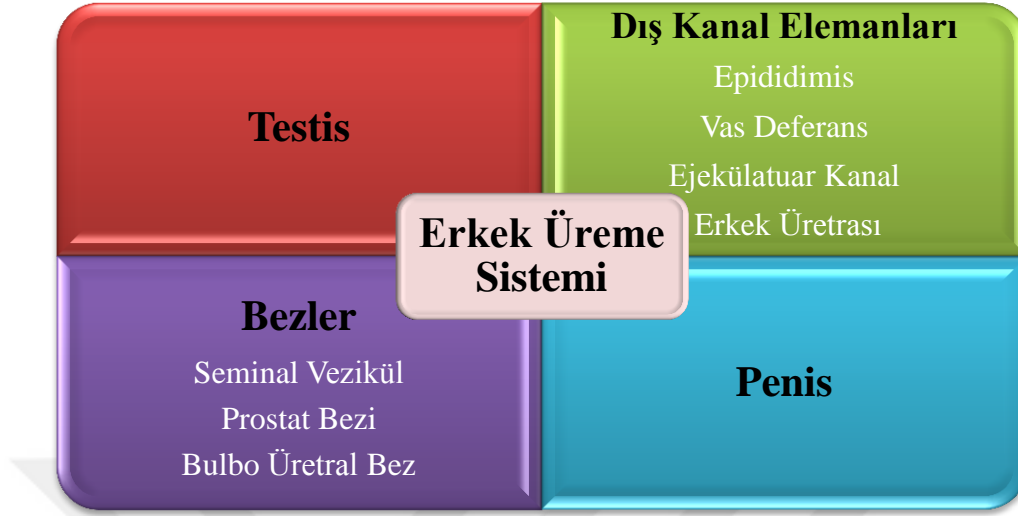 Testis
Dış Kanal Elemanları
Epididimis
Vas Deferans
Ejekülatuar Kanal
Erkek Üretrası
Erkek Üreme
Sistemi
Bezler
Seminal Vezikül
Prostat Bezi
Bulbo Üretral Bez
Penis